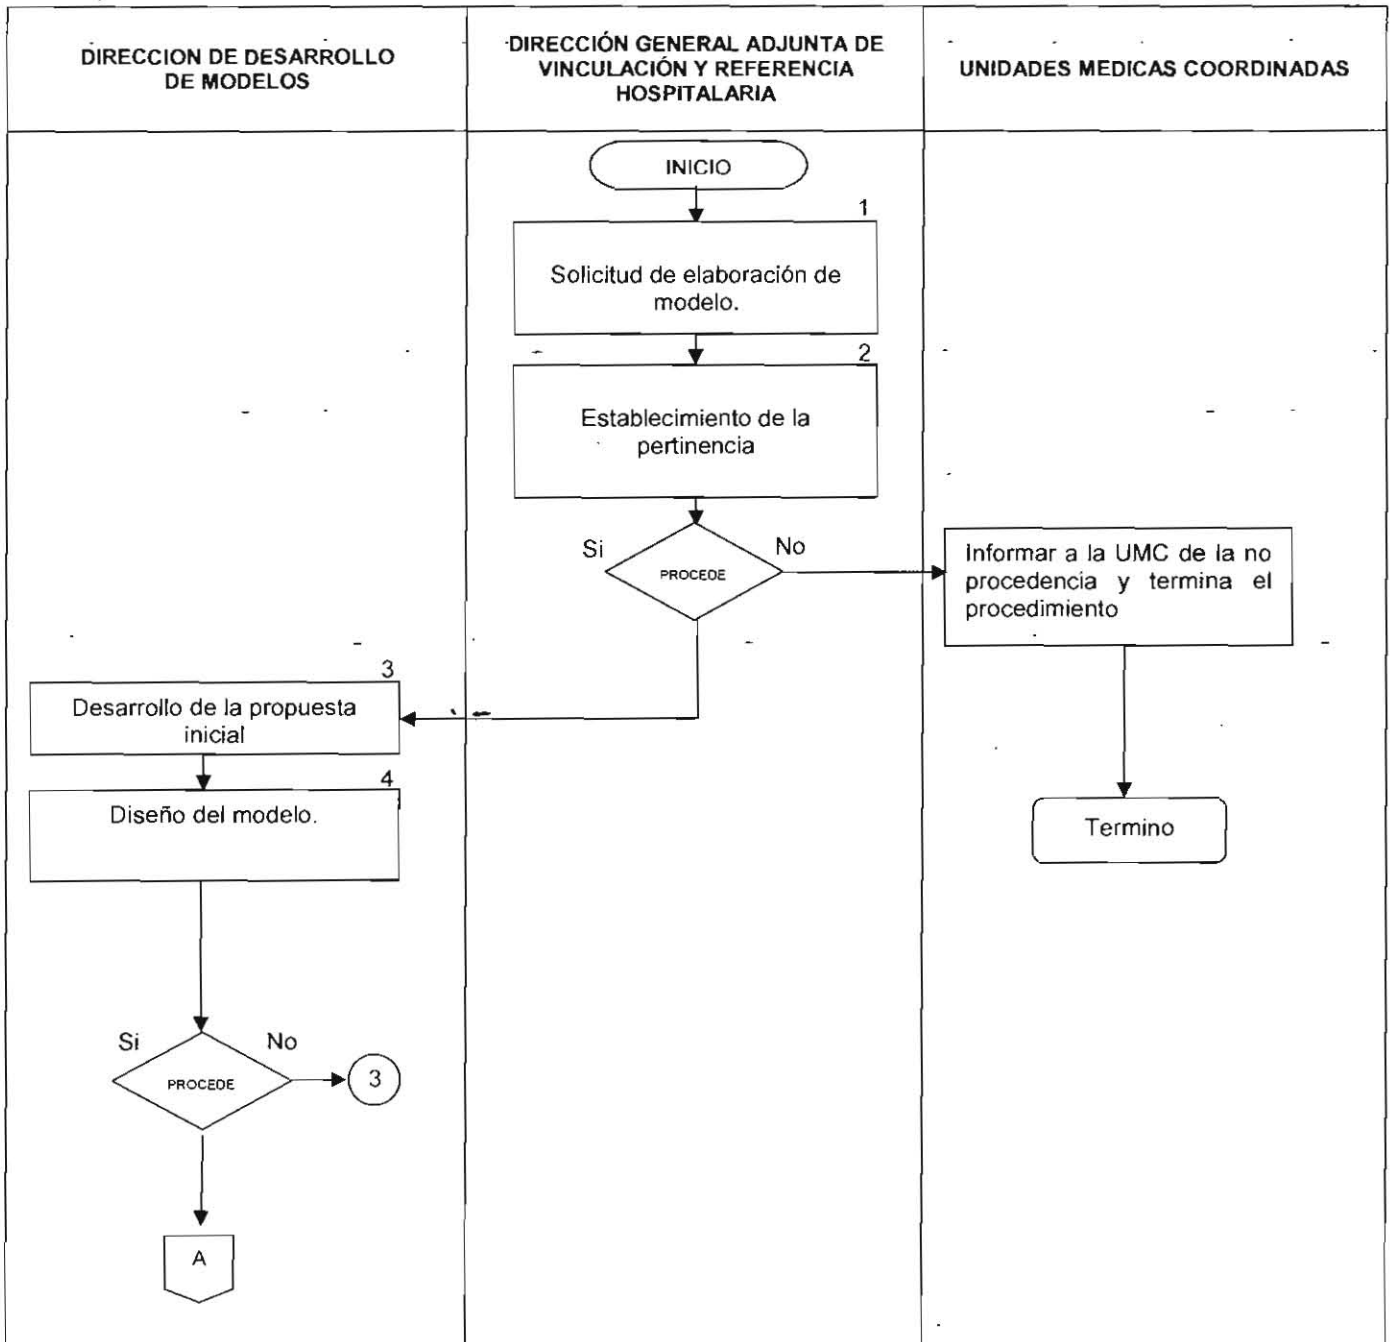 DIRECCION DE DESARROLLO
DE MODELOS
DIRECCIÓN GENERAL ADJUNTA DE
VINCULACIÓN Y REFERENCIA
HOSPITALARIA
UNIDADES MEDICAS COORDINADAS
INICIO
1
Solicitud de elaboración de
modelo.
2
Establecimiento de la
pertinencia
Si
No
PROCEDE
Informar a la UMC de la no
procedencia y termina el
procedimiento
3
Desarrollo de la propuesta
inicial
4
Diseño del modelo.
Termino
Si
No
PROCEDE
3
A